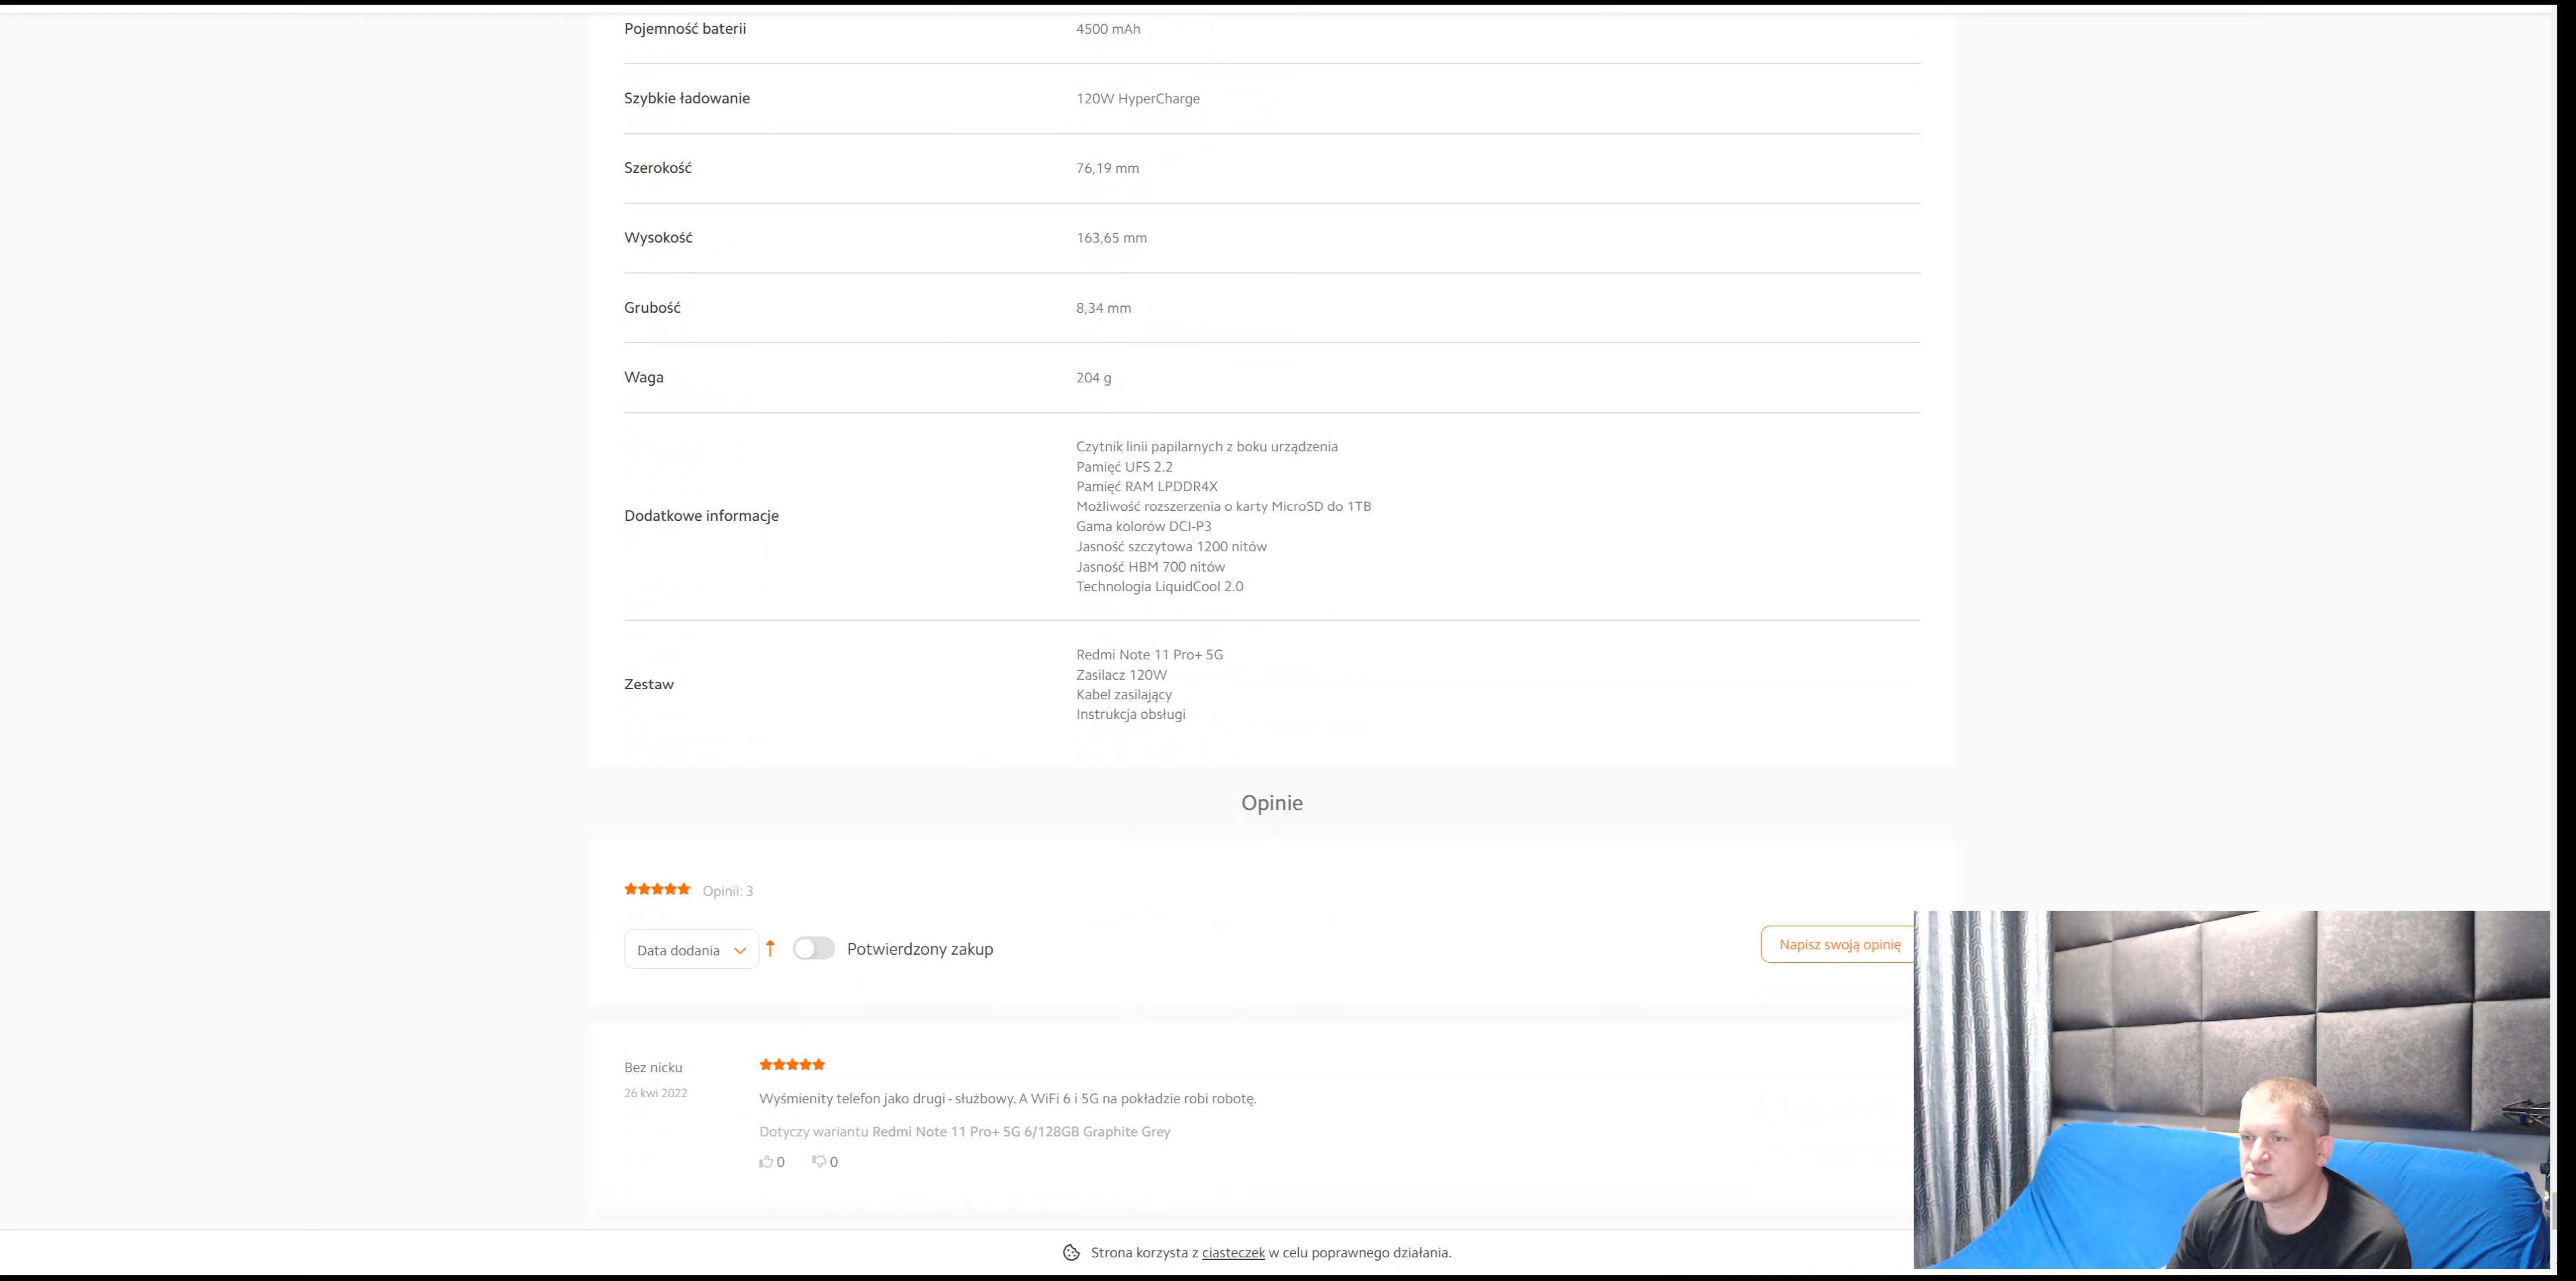 Pojemność baterii 4500 mAh
Szybkie ładowanie 120W HyperCharge
Szerokość 76,19 mm
Wysokość 163,65 mm
Grubość 8,34 mm
Waga 204 g
Dodatkowe informacje
Czytnik linii papilarnych z boku urządzenia
Pamięć UFS 2.2
Pamięć RAM LPDDR4X
Możliwość rozszerzenia o karty MicroSD do 1TB
Gama kolorów DCI-P3
Jasność szczytowa 1200 nitów
Jasność HBM 700 nitów
Technologia LiquidCool 2.0
Zestaw
Redmi Note 11 Pro+ 5G
Zasilacz 120W
Kabel zasilający
Instrukcja obsługi
Opinie
Opinii: 3
Data dodania Potwierdzony zakup Napisz swoją opinię
Bez nicku
26 kwi 2022
Wyśmienity telefon jako drugi - służbowy. A WiFi 6 i 5G na pokładzie robi robotę.
Dotyczy wariantu Redmi Note 11 Pro+ 5G 6/128GB Graphite Grey
0 0
Strona korzysta z ciasteczek w celu poprawnego działania.